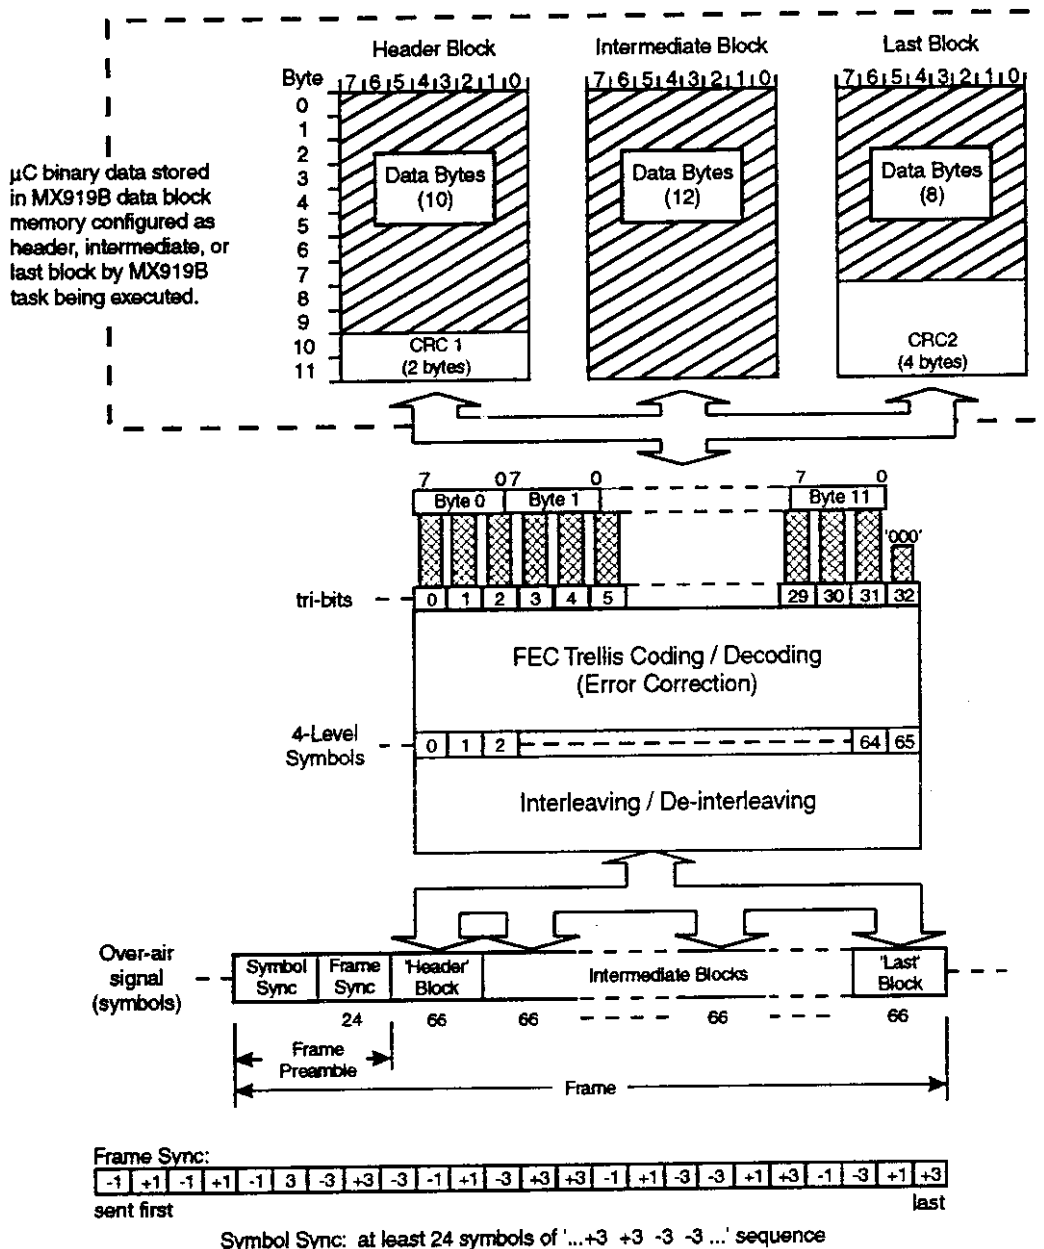 Header Block Intermediate Block Last Block
Byte 7 6 5 4 3 2 1 0 7 6 5 4 3 2 1 0 7 6 5 4 3 2 1 0
0
1
2
3
4
5
6
7
8
9
10
11
Data Bytes
(10)
Data Bytes
(12)
Data Bytes
(8)
CRC 1
(2 bytes)
CRC2
(4 bytes)
µC binary data stored
in MX919B data block
memory configured as
header, intermediate, or
last block by MX919B
task being executed.
7 0 7 0 7 0
Byte 0 Byte 1 Byte 11
'000'
tri-bits 0 1 2 3 4 5 29 30 31 32
FEC Trellis Coding / Decoding
(Error Correction)
4-Level
Symbols
0 1 2 64 65
Interleaving / De-interleaving
Over-air
signal
(symbols)
Symbol
Sync
Frame
Sync
'Header'
Block
Intermediate Blocks
'Last'
Block
24 66 66 66 66
Frame
Preamble
Frame
Frame Sync:
-1 +1 -1 +1 -1 3 -3 +3 -3 -1 +1 -3 +3 +3 -1 +1 -3 -3 +1 +3 -1 -3 +1 +3
sent first last
Symbol Sync: at least 24 symbols of '...+3 +3 -3 -3 ...' sequence